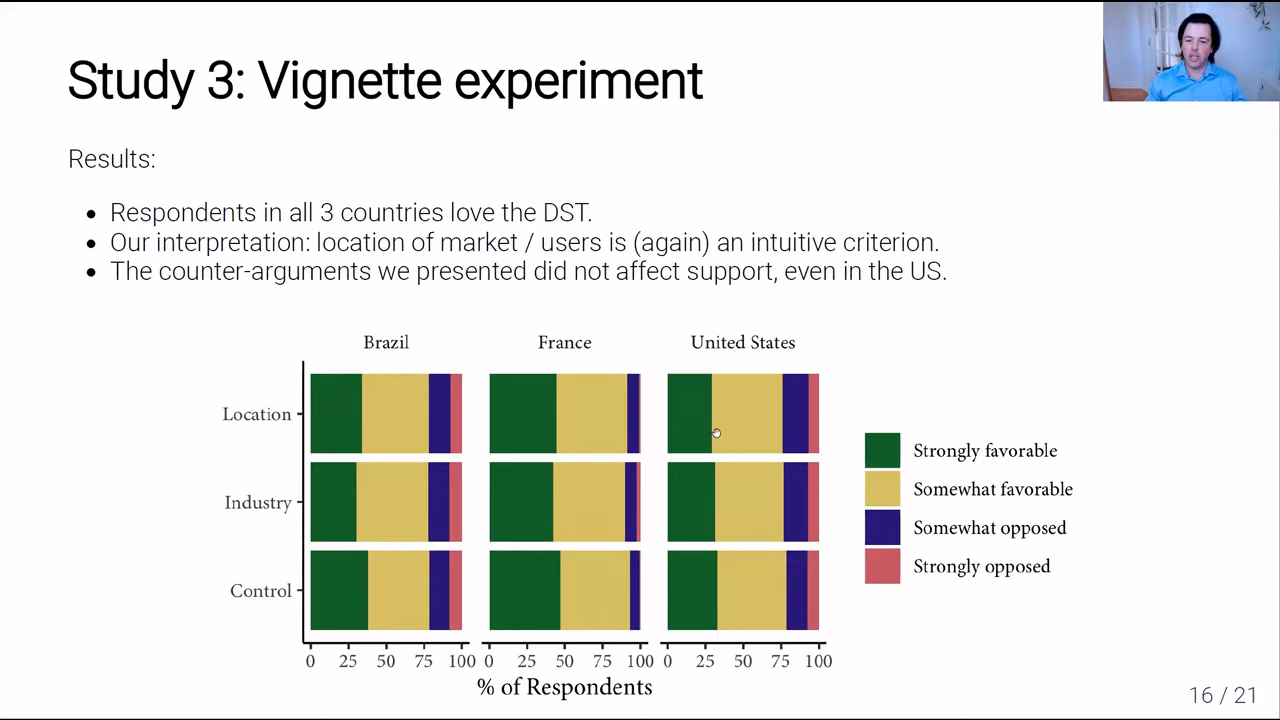 Study 3: Vignette experiment
Results:
Respondents in all 3 countries love the DST.
Our interpretation: location of market / users is (again) an intuitive criterion.
The counter-arguments we presented did not affect support, even in the US.
Brazil France United States
Location
Industry
Control
Strongly favorable
Somewhat favorable
Somewhat opposed
Strongly opposed
0 25 50 75 100 0 25 50 75 100 0 25 50 75 100
% of Respondents
16 / 21